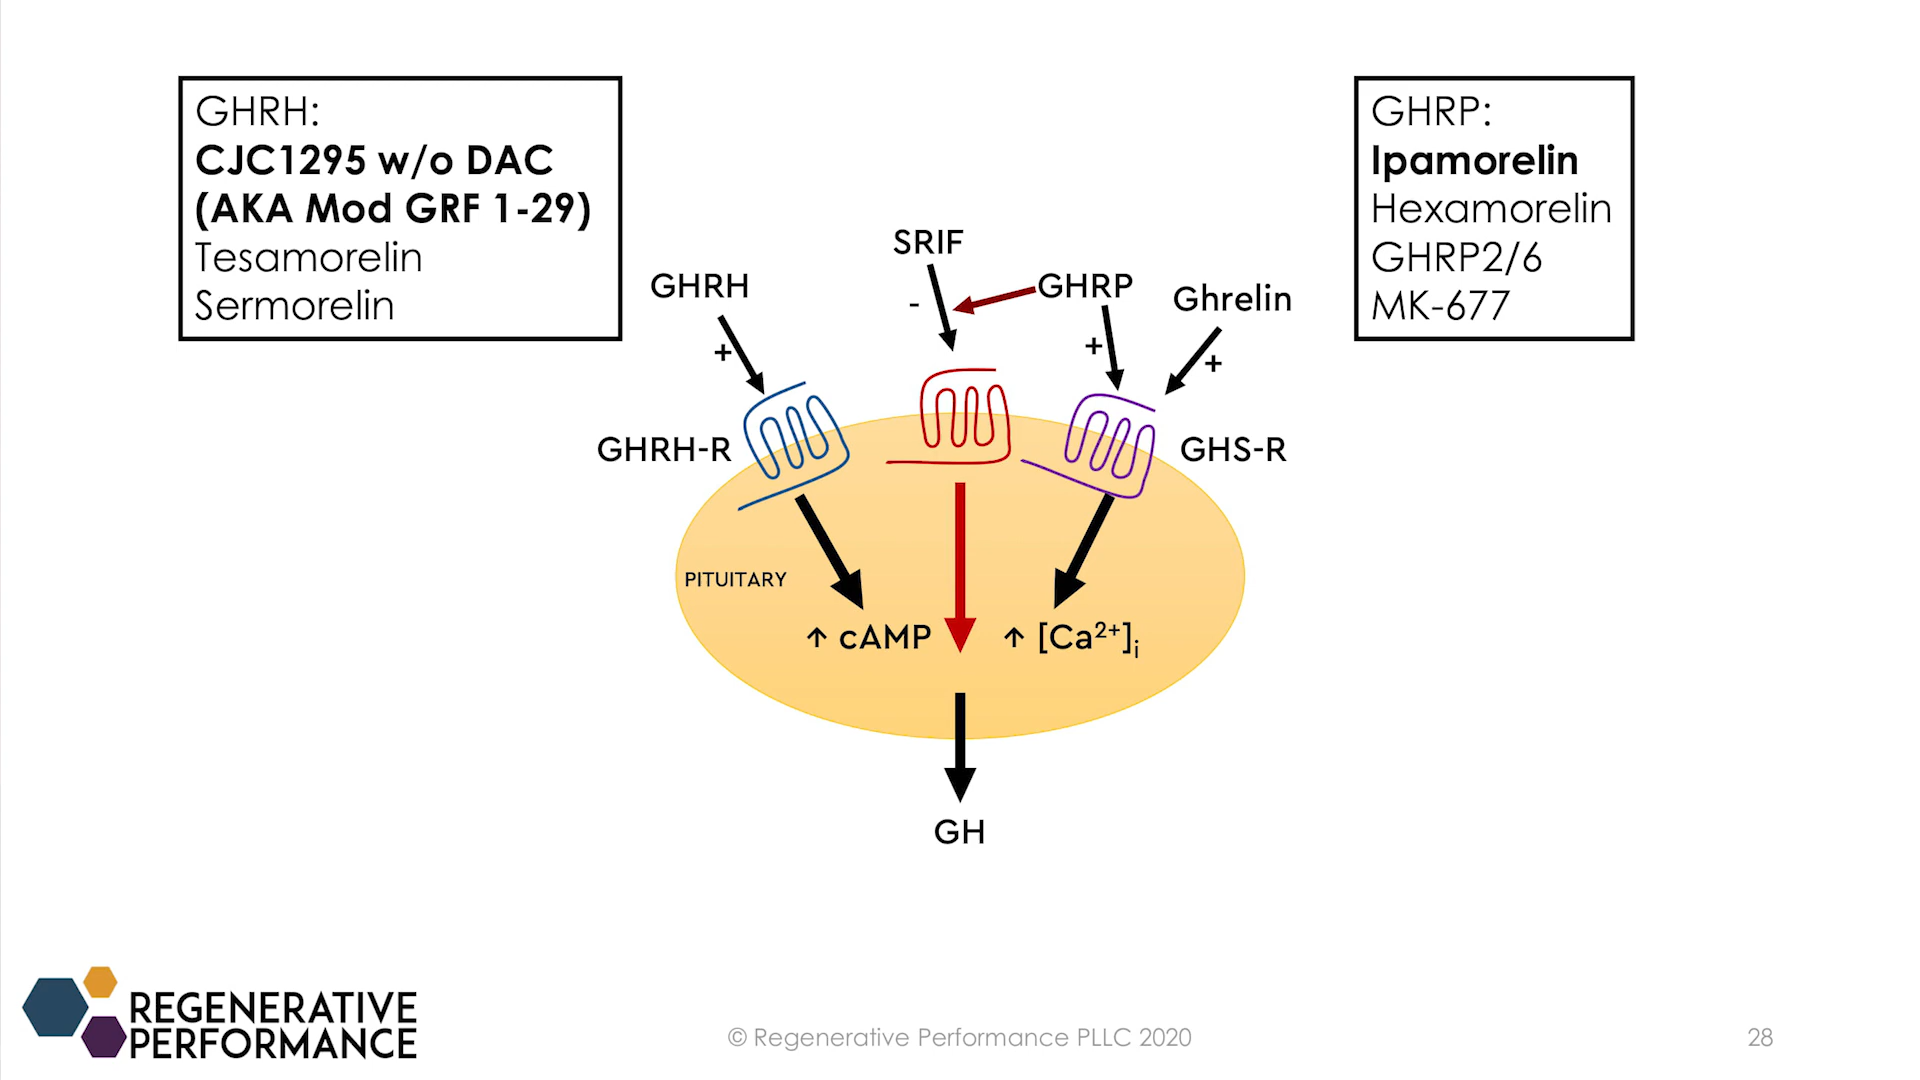 GHRH:
CJC1295 w/o DAC
(AKA Mod GRF 1-29)
Tesamorelin
Sermorelin
GHRP:
Ipamorelin
Hexamorelin
GHRP2/6
MK-677
SRIF
GHRH
GHRP
Ghrelin
-
+
+
+
GHRH-R
GHS-R
PITUITARY
↑ cAMP
↑ [Ca²⁺]ᵢ
GH
REGENERATIVE
PERFORMANCE
© Regenerative Performance PLLC 2020
28